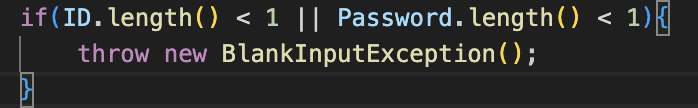 if(ID.length() < 1 || Password.length() < 1){
    throw new BlankInputException();
}